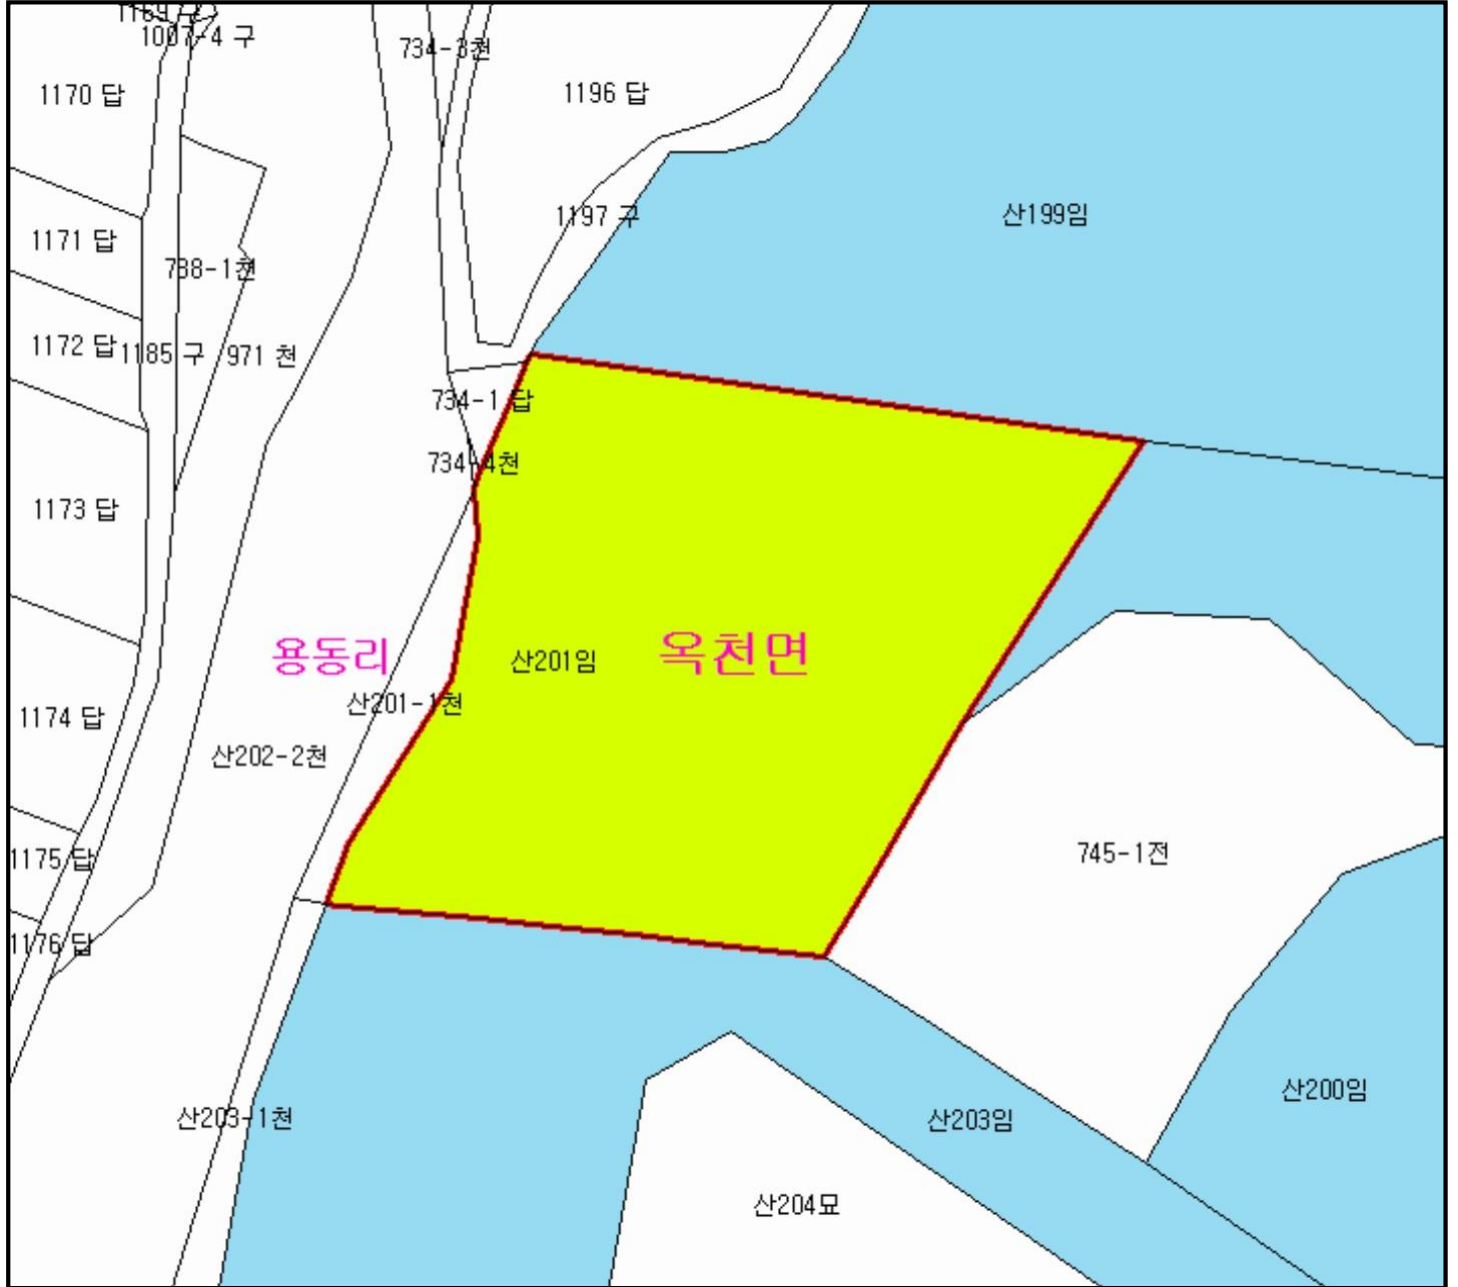 1007-4 구
734-3천
1170 답
1196 답
1197 구
산199임
1171 답
738-1천
1172 답
1185 구
971 천
734-1 답
734-4천
1173 답
용동리
산201임
옥천면
산201-1천
1174 답
산202-2천
1175 답
745-1전
1176 답
산200임
산203-1천
산203임
산204묘